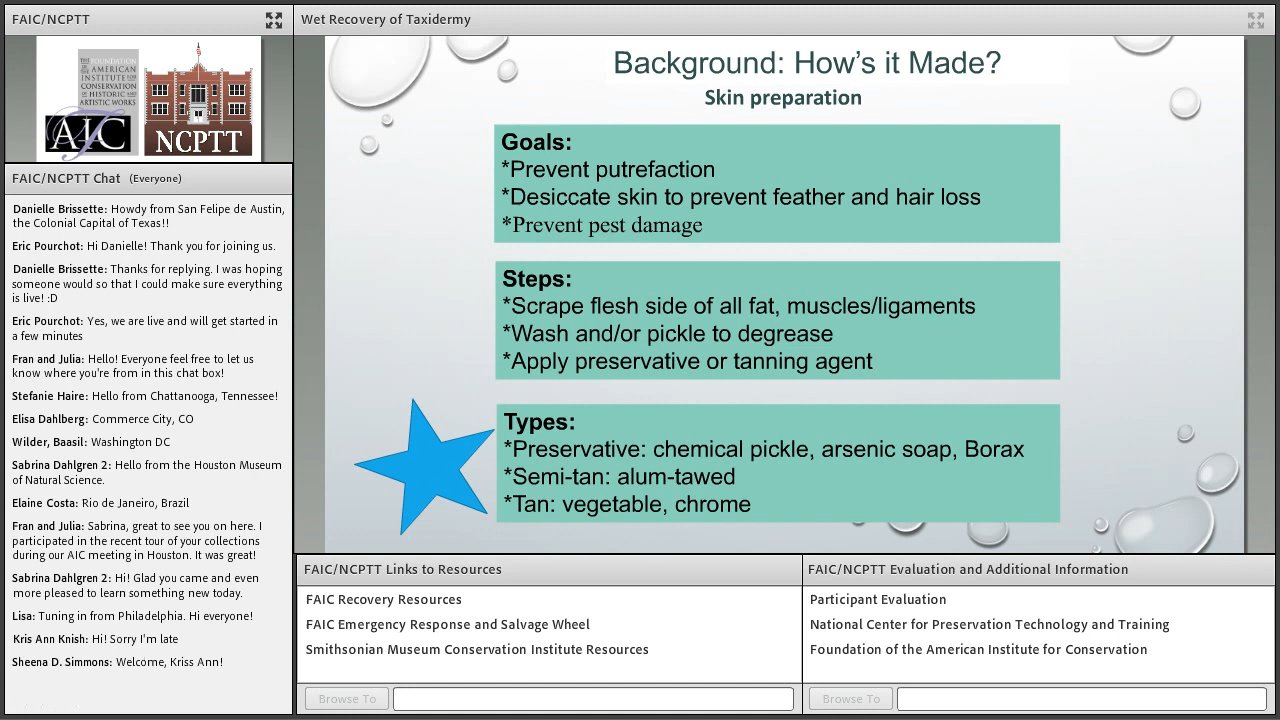 FAIC/NCPTT
THE FOUNDATION
OF THE AMERICAN
INSTITUTE FOR
CONSERVATION
OF HISTORIC AND
ARTISTIC WORKS
AIC
NCPTT
FAIC/NCPTT Chat (Everyone)
Danielle Brissette: Howdy from San Felipe de Austin,
the Colonial Capital of Texas!!
Eric Pourchot: Hi Danielle! Thank you for joining us.
Danielle Brissette: Thanks for replying. I was hoping
someone would so that I could make sure everything
is live! :D
Eric Pourchot: Yes, we are live and will get started in
a few minutes
Fran and Julia: Hello! Everyone feel free to let us
know where you're from in this chat box!
Stefanie Haire: Hello from Chattanooga, Tennessee!
Elisa Dahlberg: Commerce City, CO
Wilder, Baasil: Washington DC
Sabrina Dahlgren 2: Hello from the Houston Museum
of Natural Science.
Elaine Costa: Rio de Janeiro, Brazil
Fran and Julia: Sabrina, great to see you on here. I
participated in the recent tour of your collections
during our AIC meeting in Houston. It was great!
Sabrina Dahlgren 2: Hi! Glad you came and even
more pleased to learn something new today.
Lisa: Tuning in from Philadelphia. Hi everyone!
Kris Ann Knish: Hi! Sorry I'm late
Sheena D. Simmons: Welcome, Kriss Ann!
Wet Recovery of Taxidermy
Background: How's it Made?
Skin preparation
Goals:
*Prevent putrefaction
*Desiccate skin to prevent feather and hair loss
*Prevent pest damage
Steps:
*Scrape flesh side of all fat, muscles/ligaments
*Wash and/or pickle to degrease
*Apply preservative or tanning agent
Types:
*Preservative: chemical pickle, arsenic soap, Borax
*Semi-tan: alum-tawed
*Tan: vegetable, chrome
FAIC/NCPTT Links to Resources
FAIC Recovery Resources
FAIC Emergency Response and Salvage Wheel
Smithsonian Museum Conservation Institute Resources
Browse To
FAIC/NCPTT Evaluation and Additional Information
Participant Evaluation
National Center for Preservation Technology and Training
Foundation of the American Institute for Conservation
Browse To